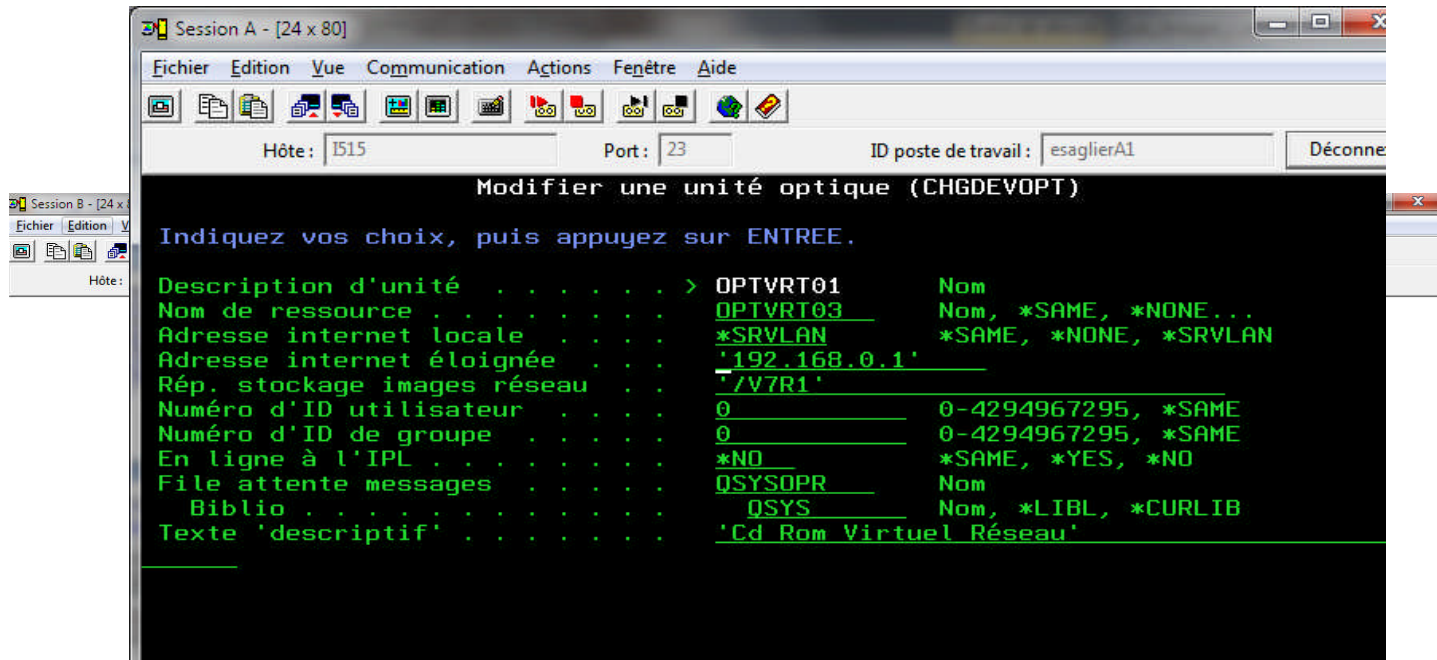 Session A - [24 x 80]
Fichier Edition Vue Communication Actions Fenêtre Aide
Hôte : I515 Port : 23 ID poste de travail : esaglierA1 Déconne
Modifier une unité optique (CHGDEVOPT)
Session B - [24 x
Fichier Edition V
Hôte :
Indiquez vos choix, puis appuyez sur ENTREE.
Description d'unité . . . . . . > OPTVRT01 Nom
Nom de ressource . . . . . . . . OPTVRT03 Nom, *SAME, *NONE...
Adresse internet locale . . . . *SRVLAN *SAME, *NONE, *SRVLAN
Adresse internet éloignée . . . '192.168.0.1'
Rép. stockage images réseau . . '/V7R1'
Numéro d'ID utilisateur . . . . 0 0-4294967295, *SAME
Numéro d'ID de groupe . . . . . 0 0-4294967295, *SAME
En ligne à l'IPL . . . . . . . . *NO *SAME, *YES, *NO
File attente messages . . . . . QSYSOPR Nom
Biblio . . . . . . . . . . . . QSYS Nom, *LIBL, *CURLIB
Texte 'descriptif' . . . . . . . 'Cd Rom Virtuel Réseau'